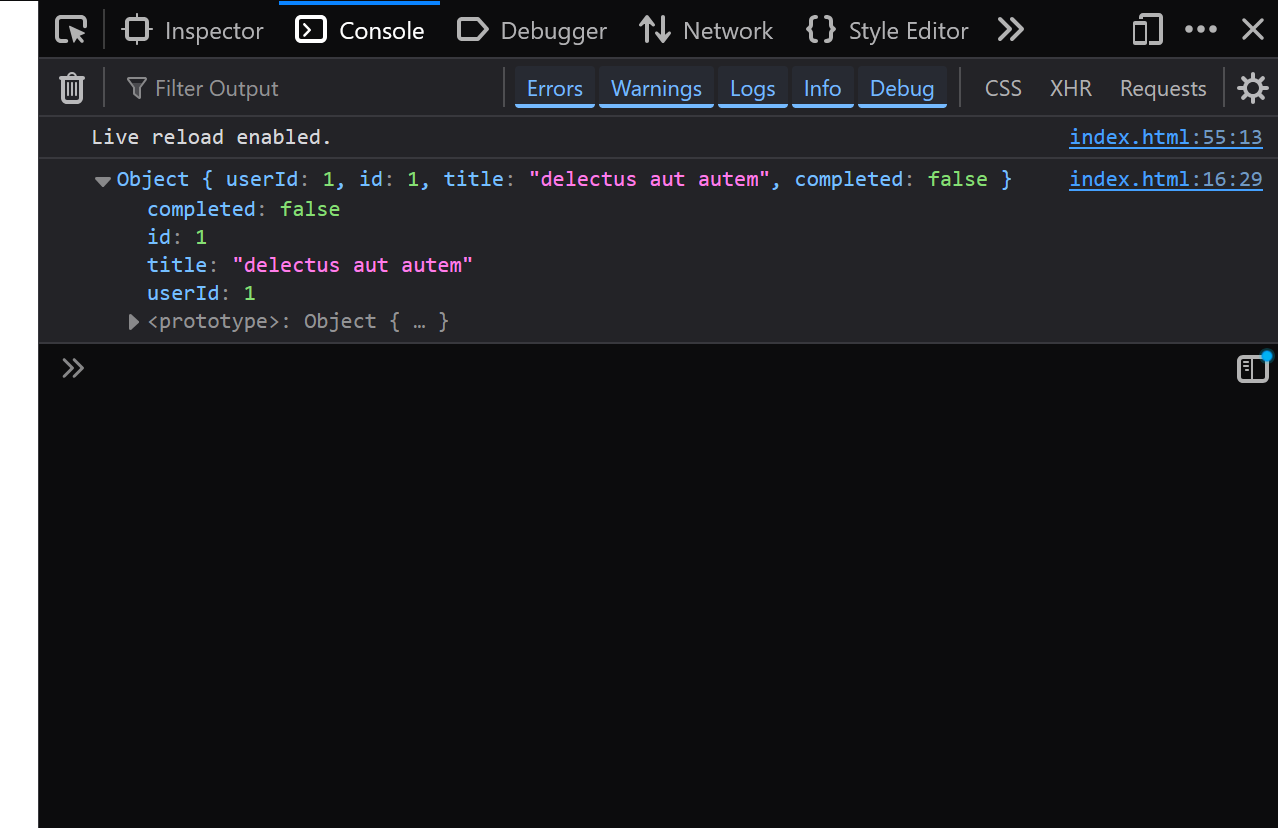 Inspector Console Debugger Network Style Editor
Filter Output Errors Warnings Logs Info Debug CSS XHR Requests
Live reload enabled. index.html:55:13
Object { userId: 1, id: 1, title: "delectus aut autem", completed: false } index.html:16:29
completed: false
id: 1
title: "delectus aut autem"
userId: 1
<prototype>: Object { … }